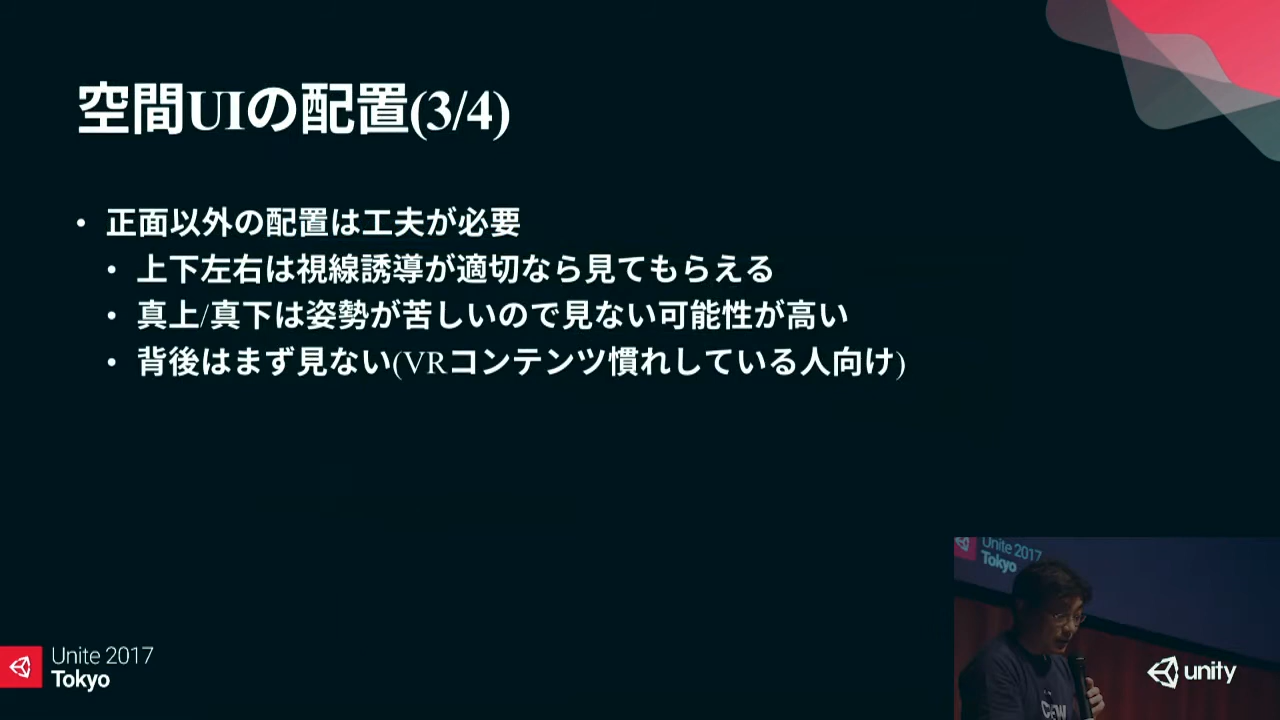 空間UIの配置(3/4)
• 正面以外の配置は工夫が必要
• 上下左右は視線誘導が適切なら見てもらえる
• 真上/真下は姿勢が苦しいので見ない可能性が高い
• 背後はまず見ない(VRコンテンツ慣れしている人向け)
Unite 2017
Tokyo
Unite 2017
Tokyo
unity